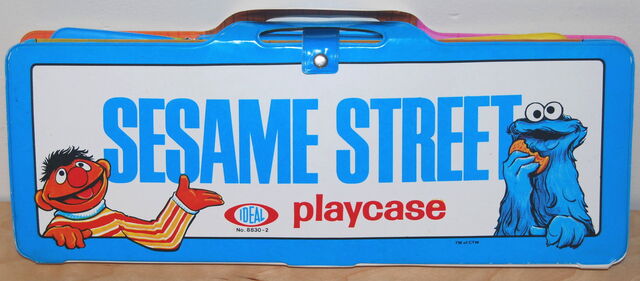 SESAME STREET
IDEAL
No. 8830-2
playcase
TM of CTW